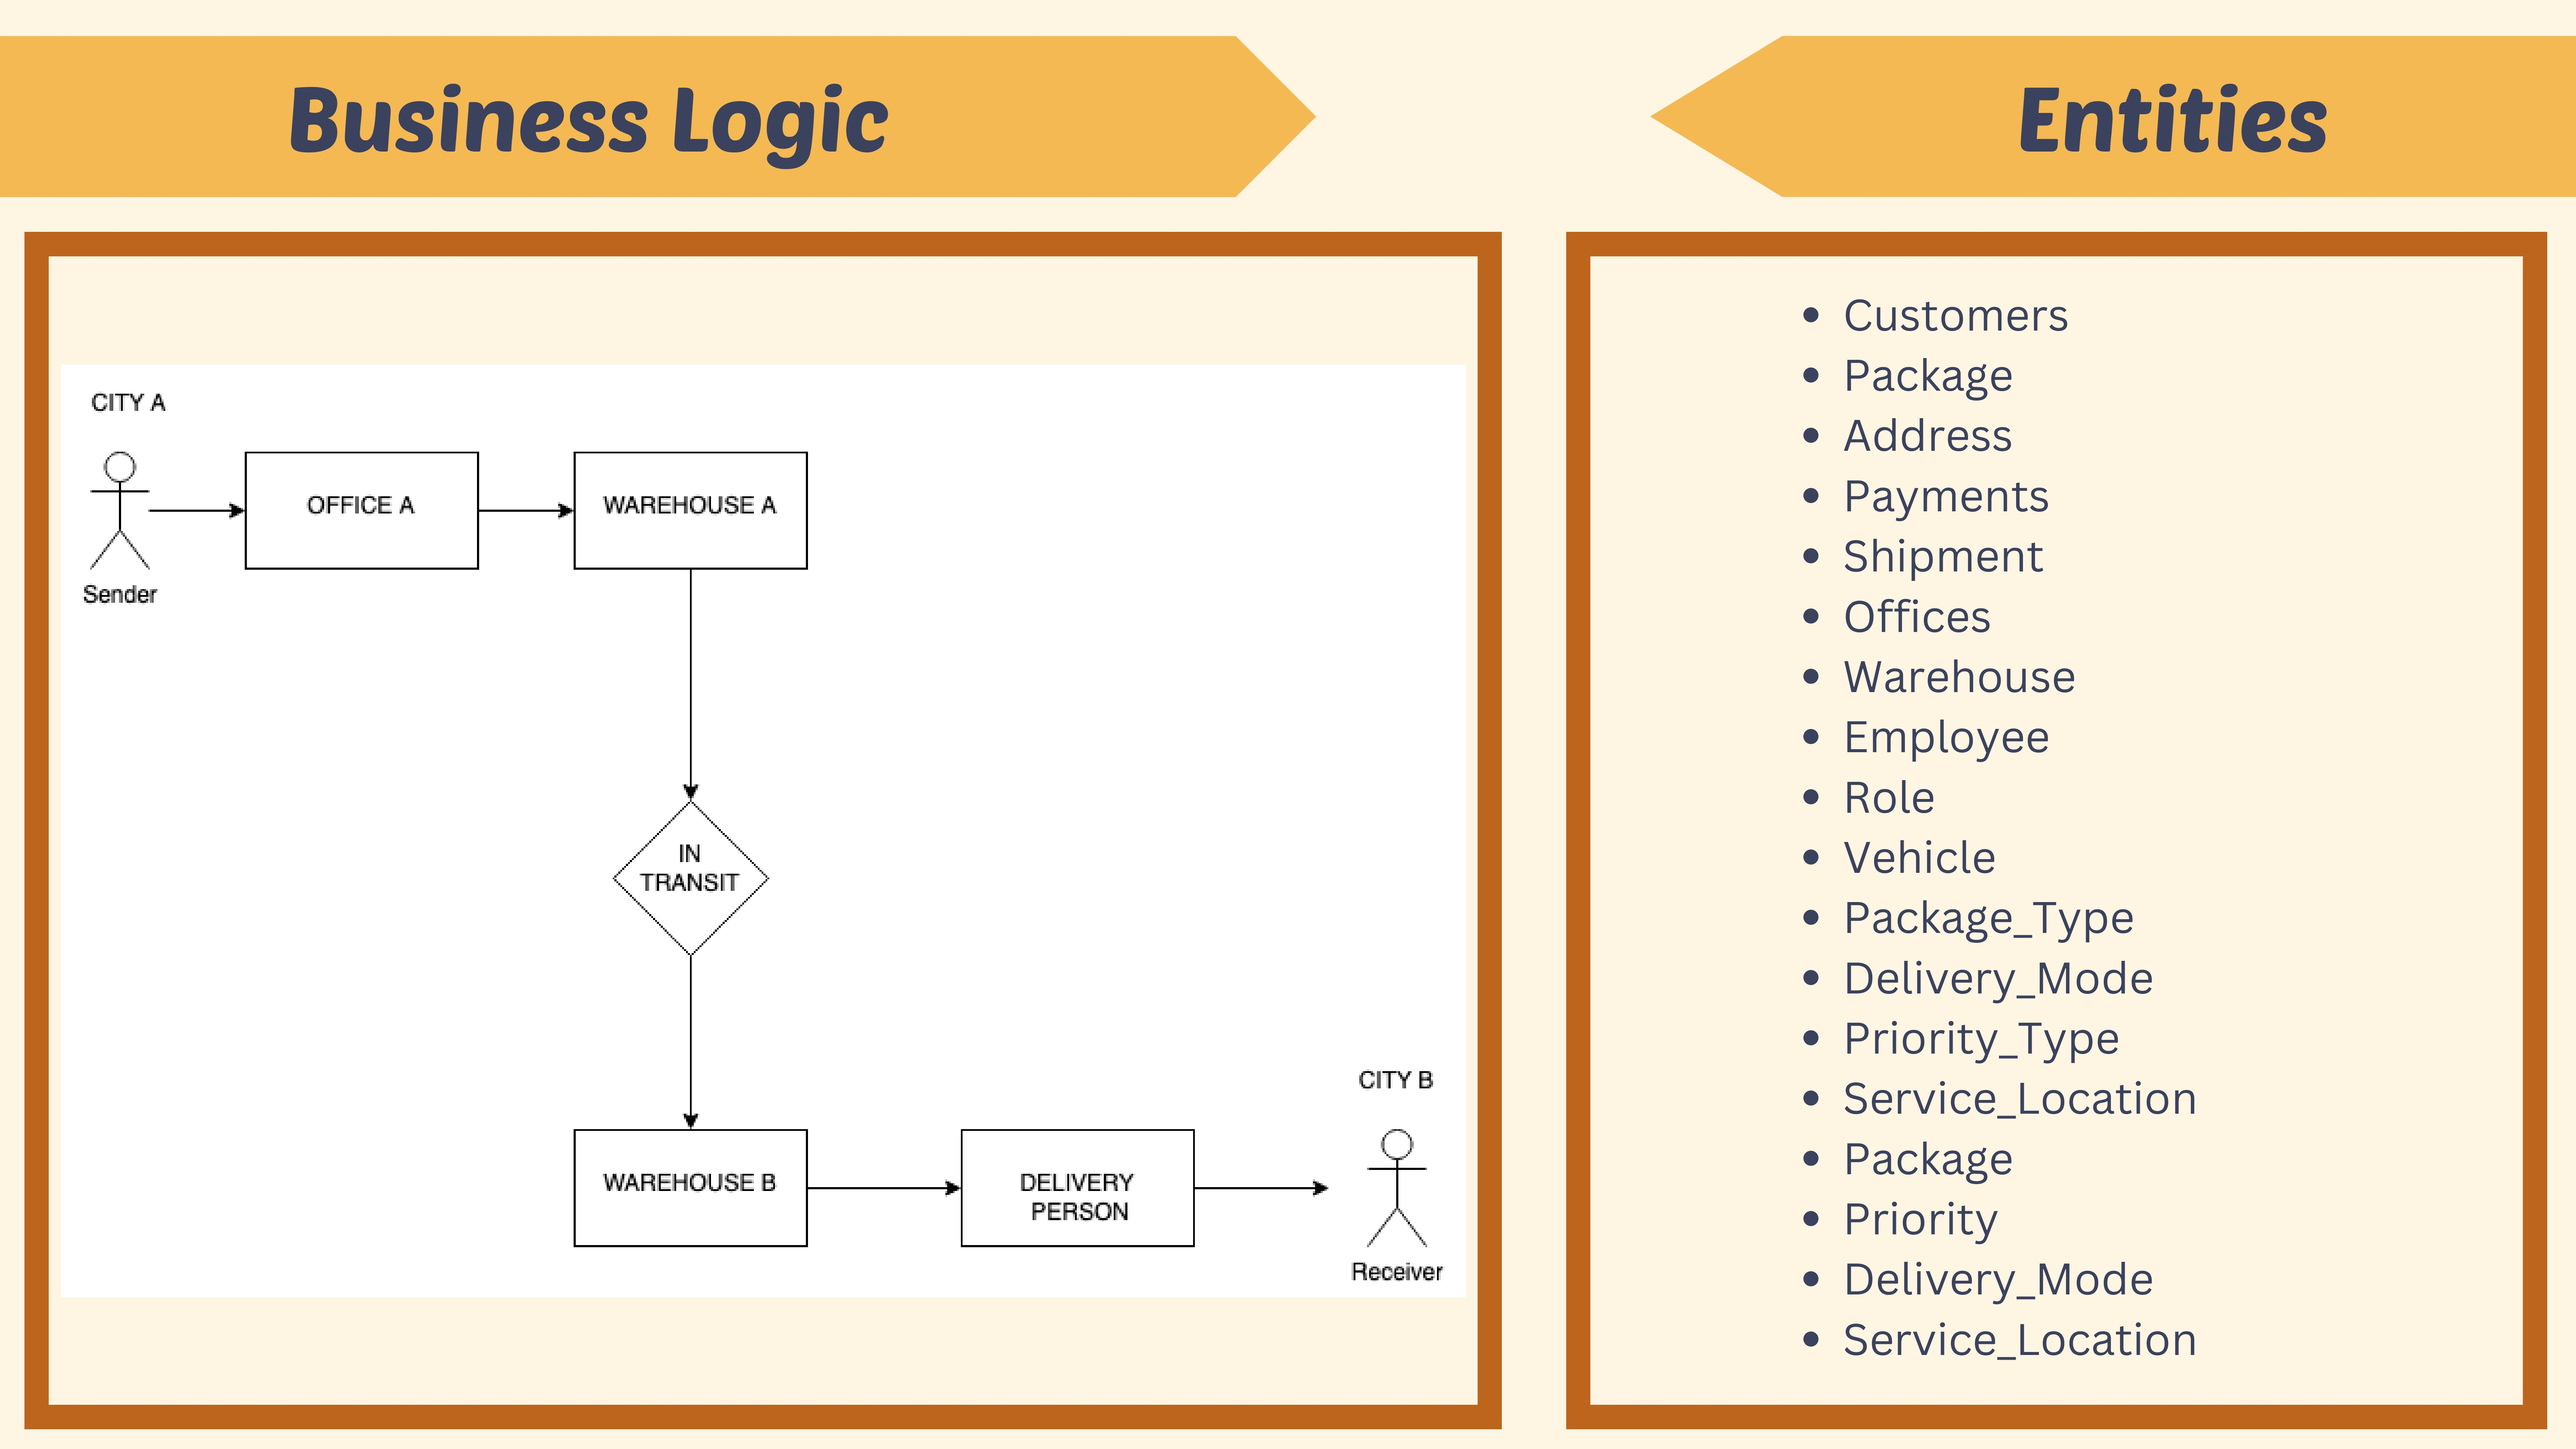 Business Logic
Entities
CITY A
Sender
OFFICE A
WAREHOUSE A
IN
TRANSIT
WAREHOUSE B
DELIVERY
PERSON
CITY B
Receiver
• Customers
• Package
• Address
• Payments
• Shipment
• Offices
• Warehouse
• Employee
• Role
• Vehicle
• Package_Type
• Delivery_Mode
• Priority_Type
• Service_Location
• Package
• Priority
• Delivery_Mode
• Service_Location